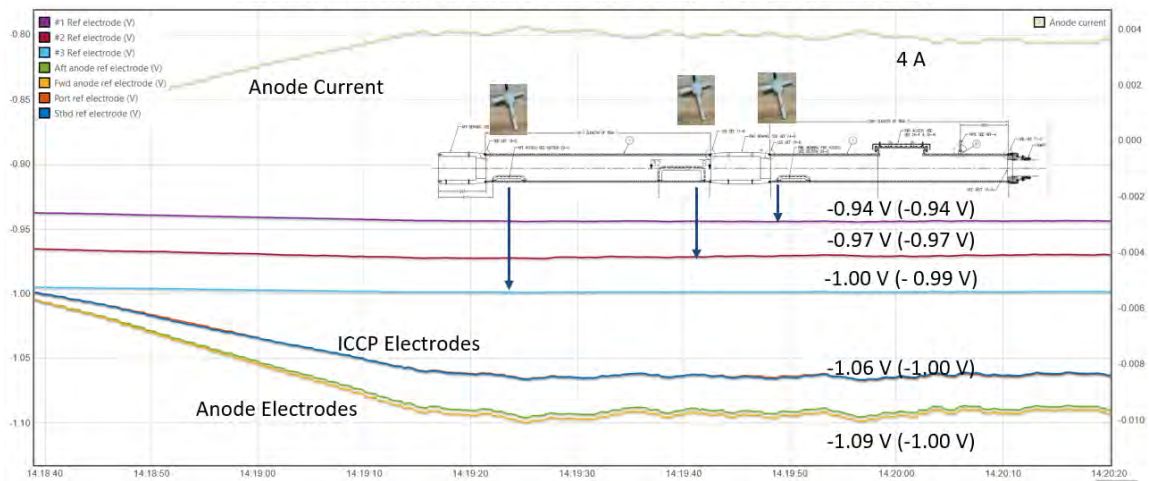 #1 Ref electrode (V)
#2 Ref electrode (V)
#3 Ref electrode (V)
Aft anode ref electrode (V)
Fwd anode ref electrode (V)
Port ref electrode (V)
Stbd ref electrode (V)
Anode current
-0.80
-0.85
-0.90
-0.95
-1.00
-1.05
-1.10
0.004
0.002
0.000
-0.002
-0.004
-0.006
-0.008
-0.010
Anode Current
4 A
-0.94 V (-0.94 V)
-0.97 V (-0.97 V)
-1.00 V (- 0.99 V)
ICCP Electrodes
-1.06 V (-1.00 V)
Anode Electrodes
-1.09 V (-1.00 V)
14:18:40 14:18:50 14:19:00 14:19:10 14:19:20 14:19:30 14:19:40 14:19:50 14:20:00 14:20:10 14:20:20